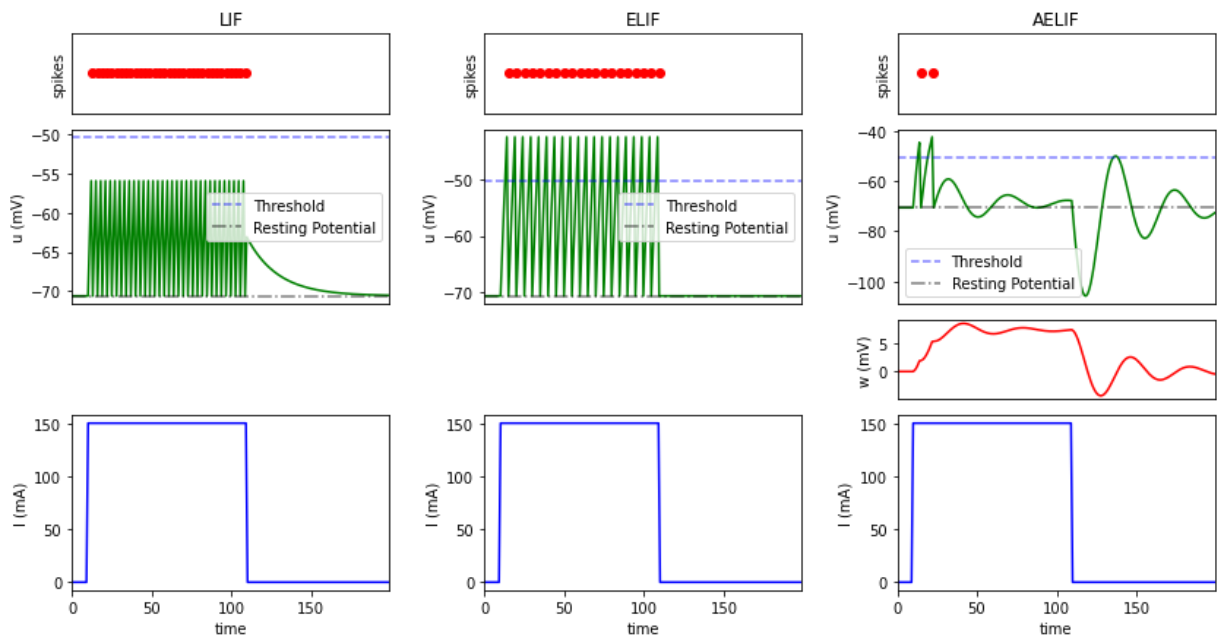 LIF
ELIF
AELIF
spikes
spikes
spikes
−50
−55
−60
−65
−70
u (mV)
Threshold
Resting Potential
−50
−60
−70
u (mV)
Threshold
Resting Potential
−40
−60
−80
−100
u (mV)
Threshold
Resting Potential
5
0
w (mV)
150
100
50
0
I (mA)
0 50 100 150
time
150
100
50
0
I (mA)
0 50 100 150
time
150
100
50
0
I (mA)
0 50 100 150
time